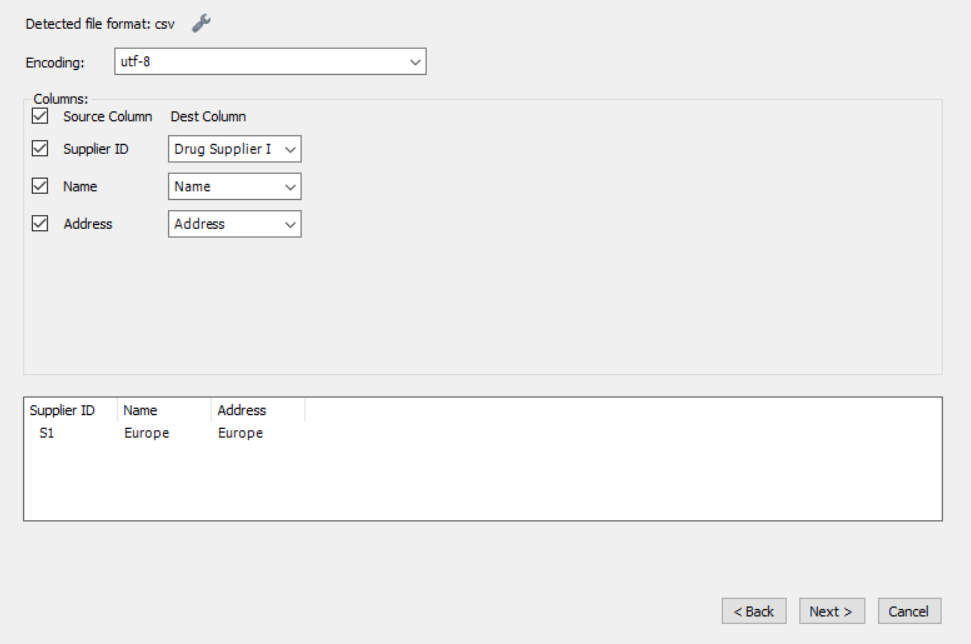 Detected file format: csv
Encoding: utf-8
Columns:
Source Column Dest Column
Supplier ID Drug Supplier I
Name Name
Address Address
Supplier ID Name Address
S1 Europe Europe
< Back Next > Cancel